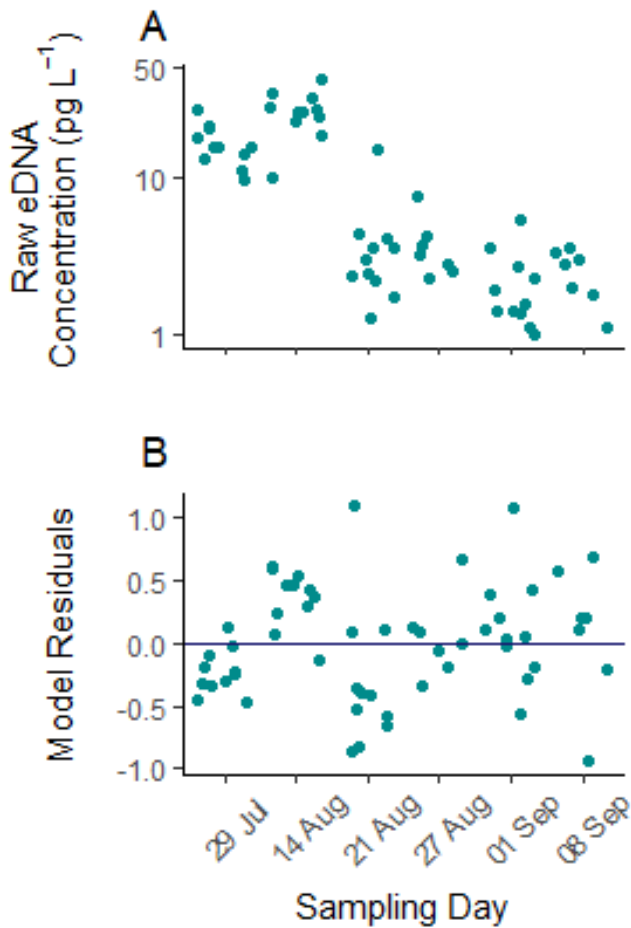 A
Raw eDNA
Concentration (pg L⁻¹)
50
10
1
B
Model Residuals
1.0
0.5
0.0
-0.5
-1.0
29 Jul
14 Aug
21 Aug
27 Aug
01 Sep
08 Sep
Sampling Day